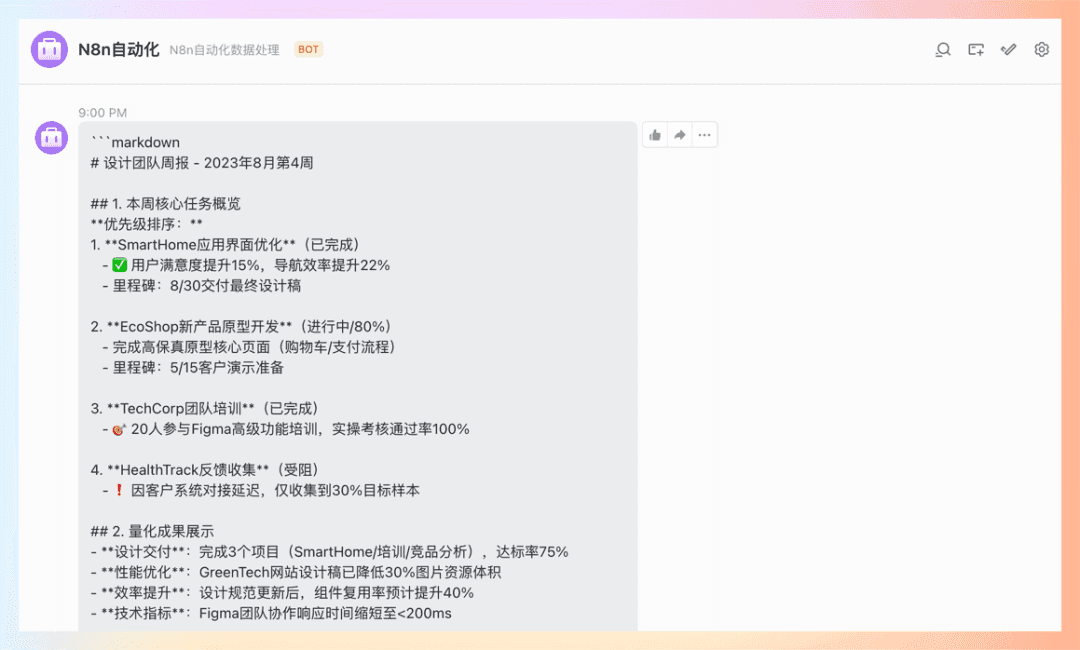 N8n自动化 N8n自动化数据处理 BOT
9:00 PM
```markdown
# 设计团队周报 - 2023年8月第4周
## 1. 本周核心任务概览
**优先级排序：**
1. **SmartHome应用界面优化**（已完成）
- ✅ 用户满意度提升15%，导航效率提升22%
- 里程碑：8/30交付最终设计稿
2. **EcoShop新产品原型开发**（进行中/80%）
- 完成高保真原型核心页面（购物车/支付流程）
- 里程碑：5/15客户演示准备
3. **TechCorp团队培训**（已完成）
- 🎯 20人参与Figma高级功能培训，实操考核通过率100%
4. **HealthTrack反馈收集**（受阻）
- ❗ 因客户系统对接延迟，仅收集到30%目标样本
## 2. 量化成果展示
- **设计交付**：完成3个项目（SmartHome/培训/竞品分析），达标率75%
- **性能优化**：GreenTech网站设计稿已降低30%图片资源体积
- **效率提升**：设计规范更新后，组件复用率预计提升40%
- **技术指标**：Figma团队协作响应时间缩短至<200ms